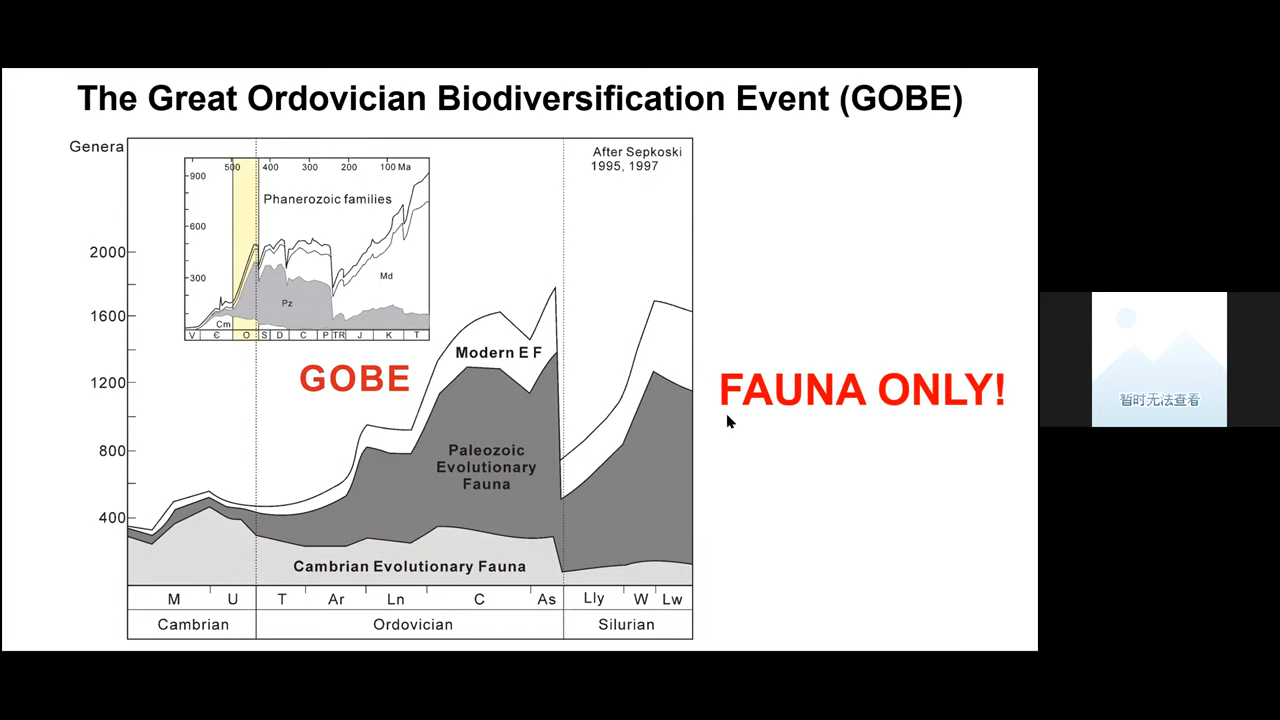 The Great Ordovician Biodiversification Event (GOBE)
Genera
After Sepkoski
1995, 1997
500 400 300 200 100 Ma
900
Phanerozoic families
600
300
Md
Pz
Cm
V Є O S D C P TR J K T
2000
1600
1200
800
400
GOBE
Modern E F
FAUNA ONLY!
Paleozoic
Evolutionary
Fauna
Cambrian Evolutionary Fauna
M U T Ar Ln C As Lly W Lw
Cambrian Ordovician Silurian
暂时无法查看